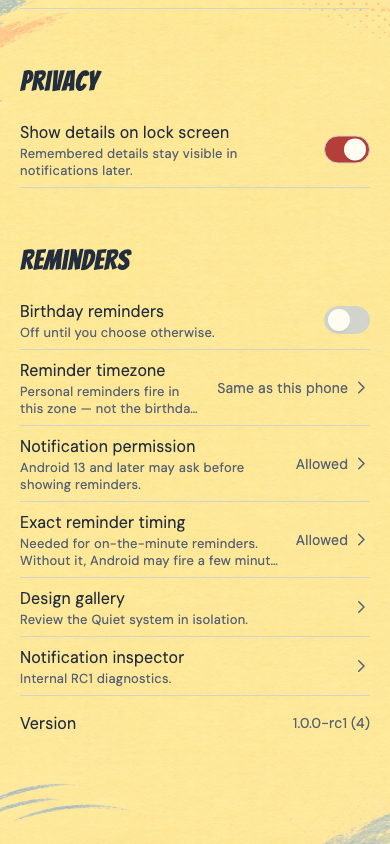 PRIVACY
Show details on lock screen
Remembered details stay visible in
notifications later.
REMINDERS
Birthday reminders
Off until you choose otherwise.
Reminder timezone
Personal reminders fire in
this zone — not the birthda...
Same as this phone
Notification permission
Android 13 and later may ask before
showing reminders.
Allowed
Exact reminder timing
Needed for on-the-minute reminders.
Without it, Android may fire a few minut...
Allowed
Design gallery
Review the Quiet system in isolation.
Notification inspector
Internal RC1 diagnostics.
Version
1.0.0-rc1 (4)